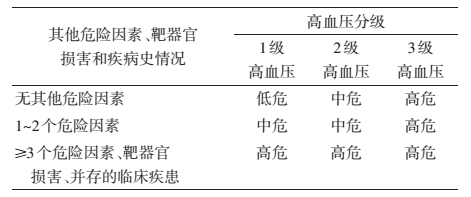 其他危险因素、靶器官
损害和疾病史情况
高血压分级
1级
高血压
2级
高血压
3级
高血压
无其他危险因素 低危 中危 高危
1~2个危险因素 中危 中危 高危
≥3个危险因素、靶器官 高危 高危 高危
损害、并存的临床疾患